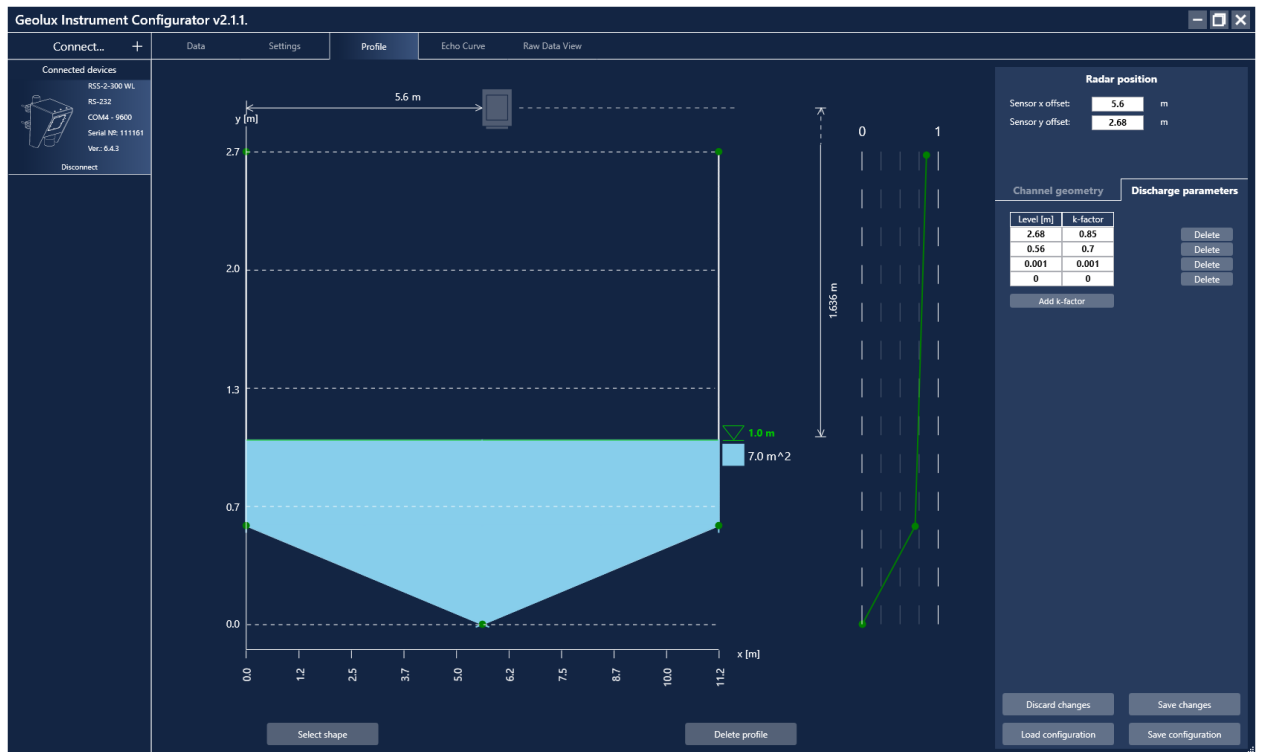 Geolux Instrument Configurator v2.1.1.
Connect... +
Data Settings Profile Echo Curve Raw Data View
Connected devices
RSS-2-300 WL
RS-232
COM4 - 9600
Serial Nº: 111161
Ver.: 6.4.3
Disconnect
5.6 m
y [m]
2.7
2.0
1.3
0.7
0.0
1.636 m
1.0 m
7.0 m^2
0.0 1.2 2.5 3.7 5.0 6.2 7.5 8.7 10.0 11.2
x [m]
0 1
Select shape Delete profile
Radar position
Sensor x offset: 5.6 m
Sensor y offset: 2.68 m
Channel geometry Discharge parameters
Level [m] k-factor
2.68 0.85 Delete
0.56 0.7 Delete
0.001 0.001 Delete
0 0 Delete
Add k-factor
Discard changes Save changes
Load configuration Save configuration